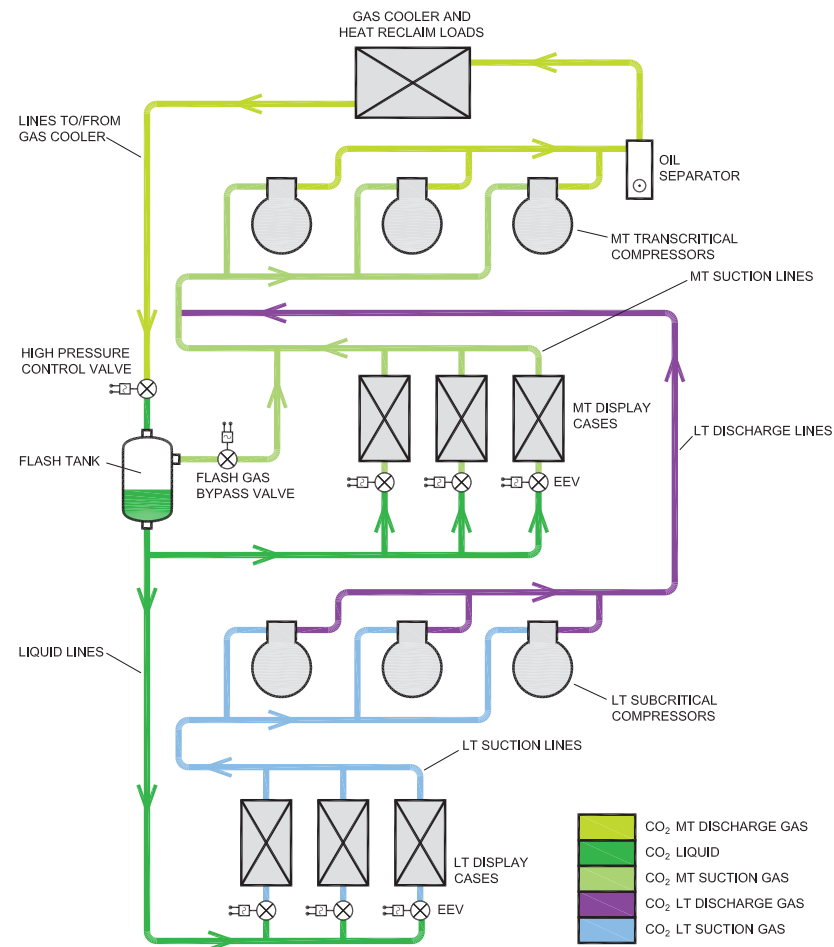 GAS COOLER AND
HEAT RECLAIM LOADS
LINES TO/FROM
GAS COOLER
OIL
SEPARATOR
MT TRANSCRITICAL
COMPRESSORS
MT SUCTION LINES
HIGH PRESSURE
CONTROL VALVE
MT DISPLAY
CASES
LT DISCHARGE LINES
FLASH TANK
FLASH GAS
BYPASS VALVE
EEV
LIQUID LINES
LT SUBCRITICAL
COMPRESSORS
LT SUCTION LINES
LT DISPLAY
CASES
EEV
CO₂ MT DISCHARGE GAS
CO₂ LIQUID
CO₂ MT SUCTION GAS
CO₂ LT DISCHARGE GAS
CO₂ LT SUCTION GAS